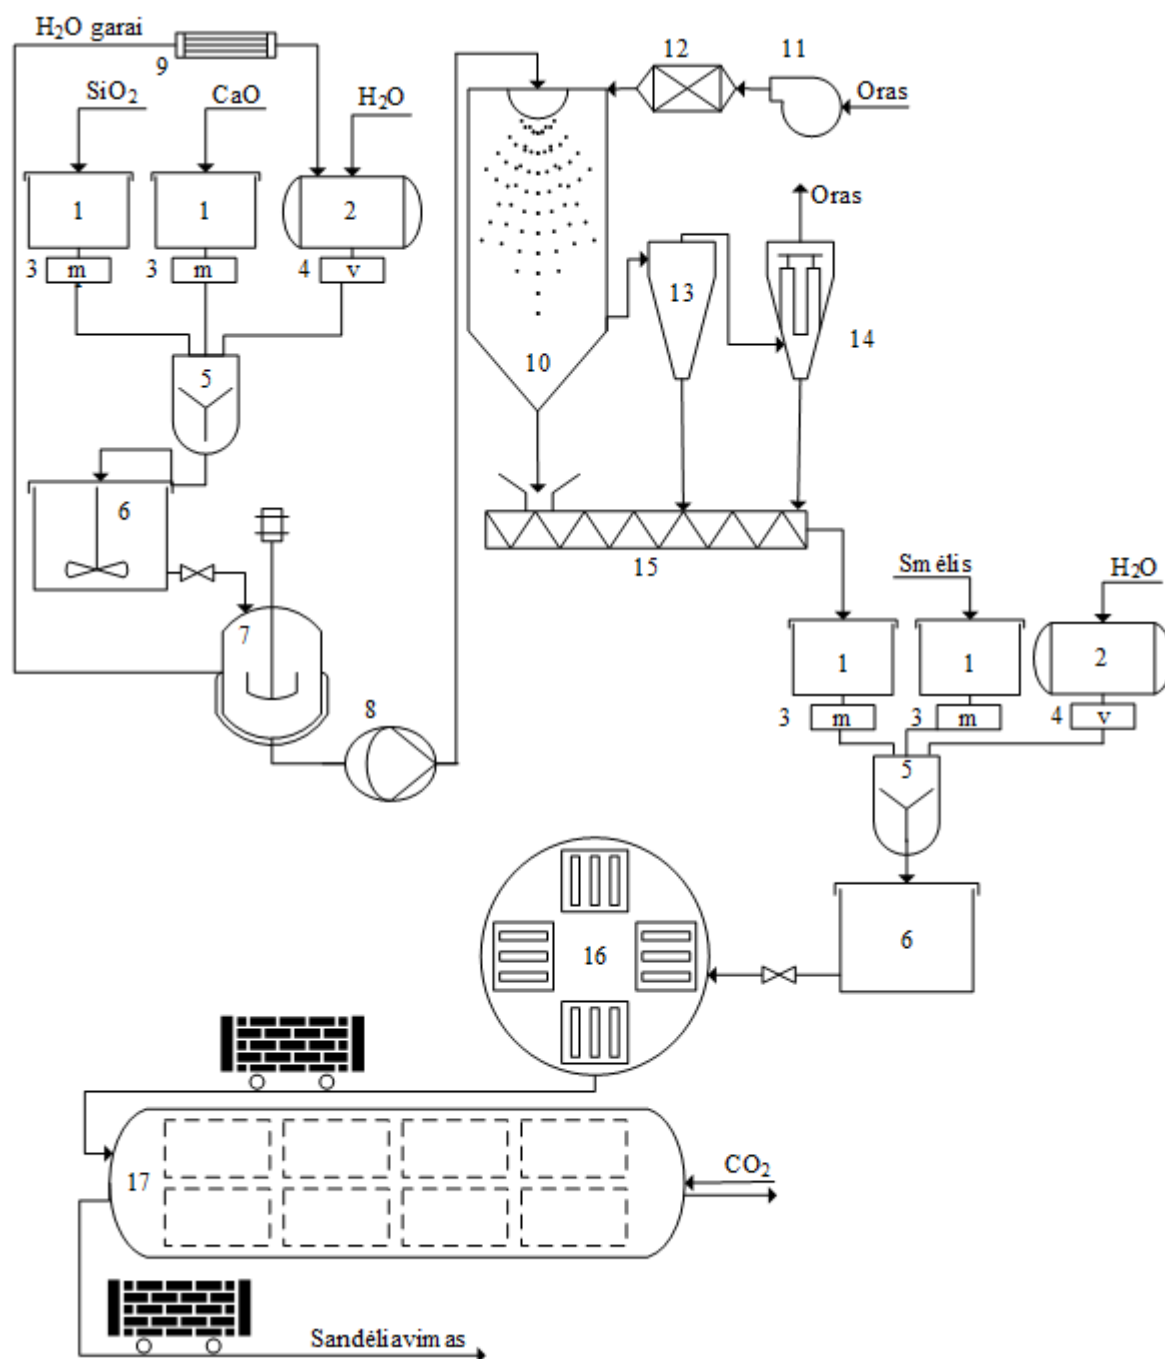 H₂O garai
9
12
11
SiO₂
CaO
H₂O
Oras
1
1
2
Oras
3 m
3 m
4 v
13
14
5
10
6
15
Smėlis
H₂O
7
1
1
2
8
3 m
3 m
4 v
5
16
6
17
CO₂
Sandėliavimas